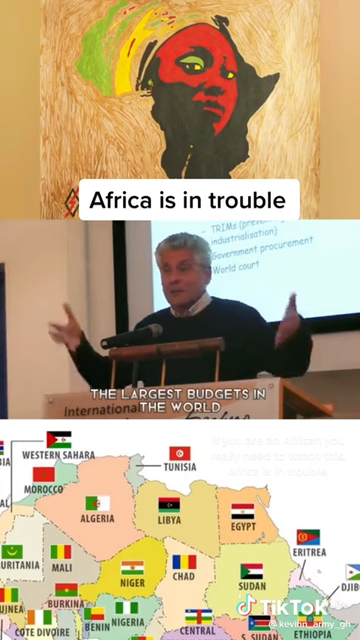 Africa is in trouble
TRIMs (preven
industrialisation)
Government procurement
World court
THE LARGEST BUDGETS IN
THE WORLD
International
If you are an African you
really need to watch this,
Africa is in trouble.
WESTERN SAHARA
TUNISIA
MOROCCO
ALGERIA
LIBYA
EGYPT
ERITREA
MALI
NIGER
CHAD
SUDAN
BURKINA
NIGERIA
BENIN
COTE DIVOIRE
CENTRAL
S. SUDAN
ETHIOPIA
DJIB
TikTok
@kevinn_army_gh